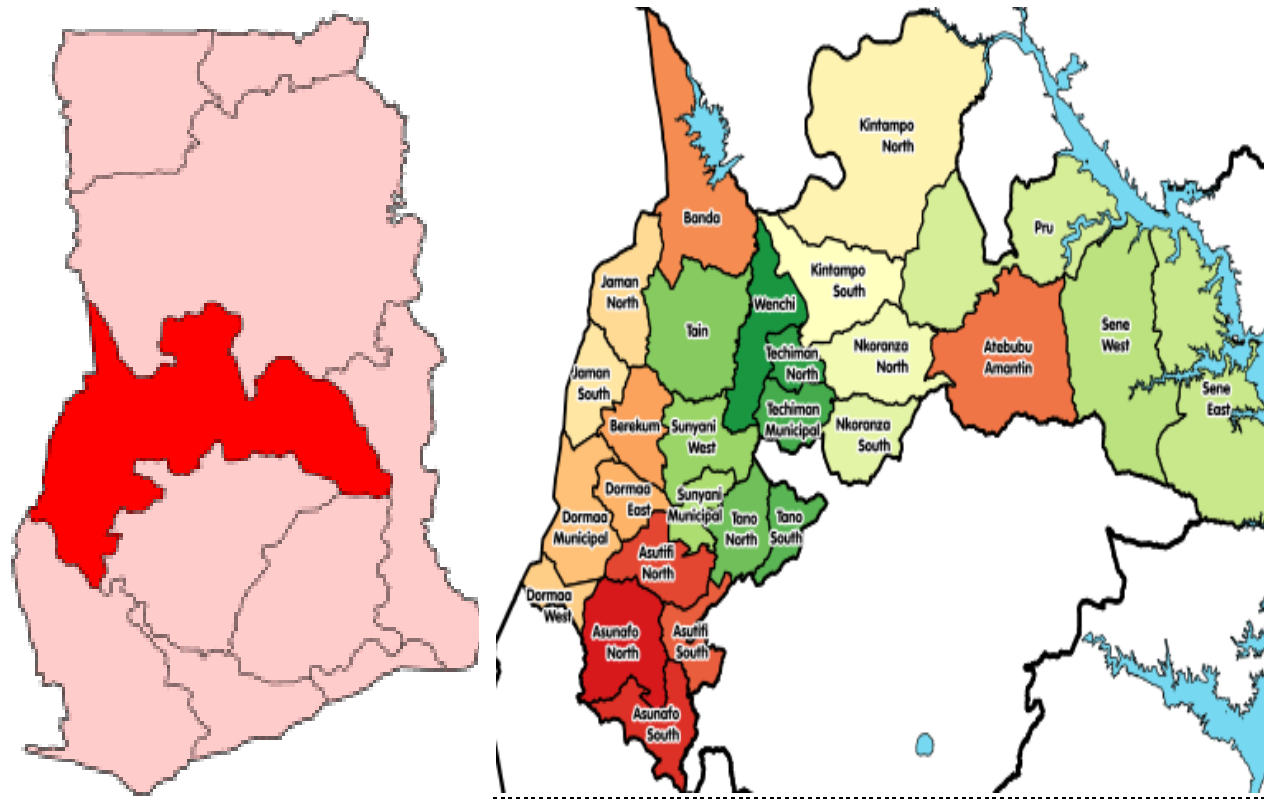 Kintampo
North
Banda
Pru
Jaman
North
Kintampo
South
Wenchi
Tain
Sene
West
Techiman
North
Nkoranza
North
Atebubu
Amantin
Jaman
South
Sene
East
Berekum
Sunyani
West
Techiman
Municipal
Nkoranza
South
Dormaa
East
Sunyani
Municipal
Dormaa
Municipal
Tano
North
Tano
South
Asutifi
North
Dormaa
West
Asunafo
North
Asutifi
South
Asunafo
South